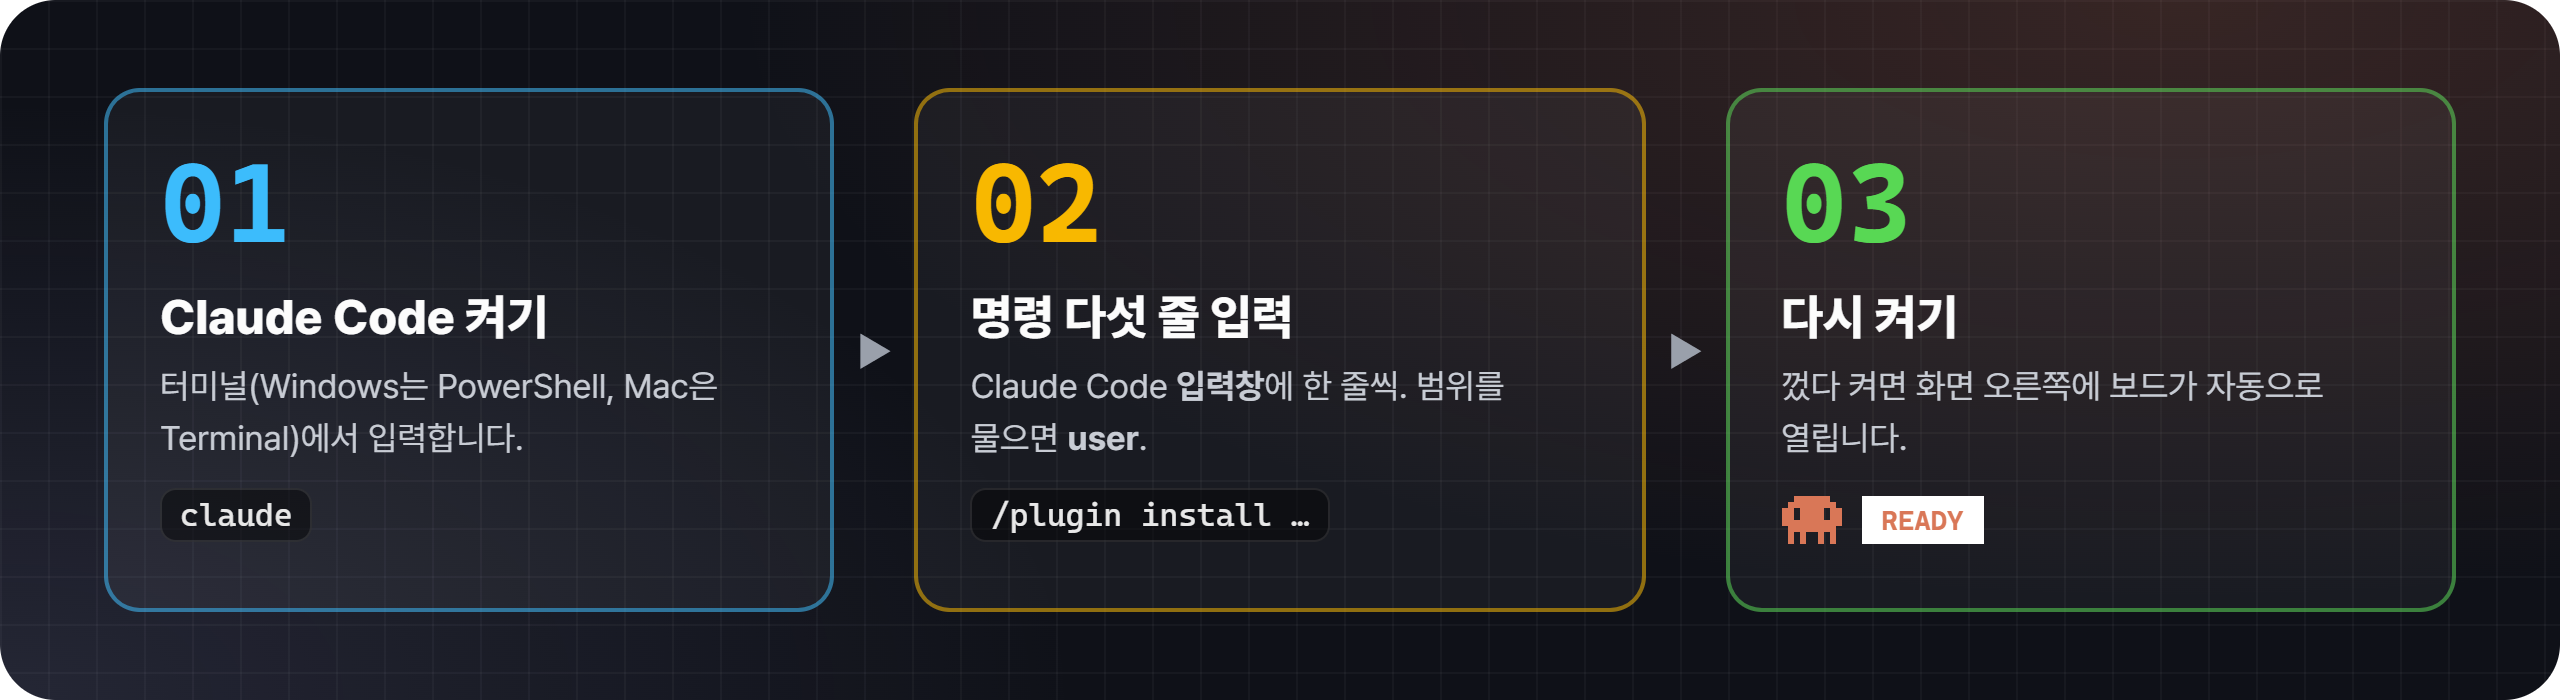 01
Claude Code 켜기
터미널(Windows는 PowerShell, Mac은
Terminal)에서 입력합니다.
claude
02
명령 다섯 줄 입력
Claude Code 입력창에 한 줄씩. 범위를
물으면 user.
/plugin install …
03
다시 켜기
껐다 켜면 화면 오른쪽에 보드가 자동으로
열립니다.
READY